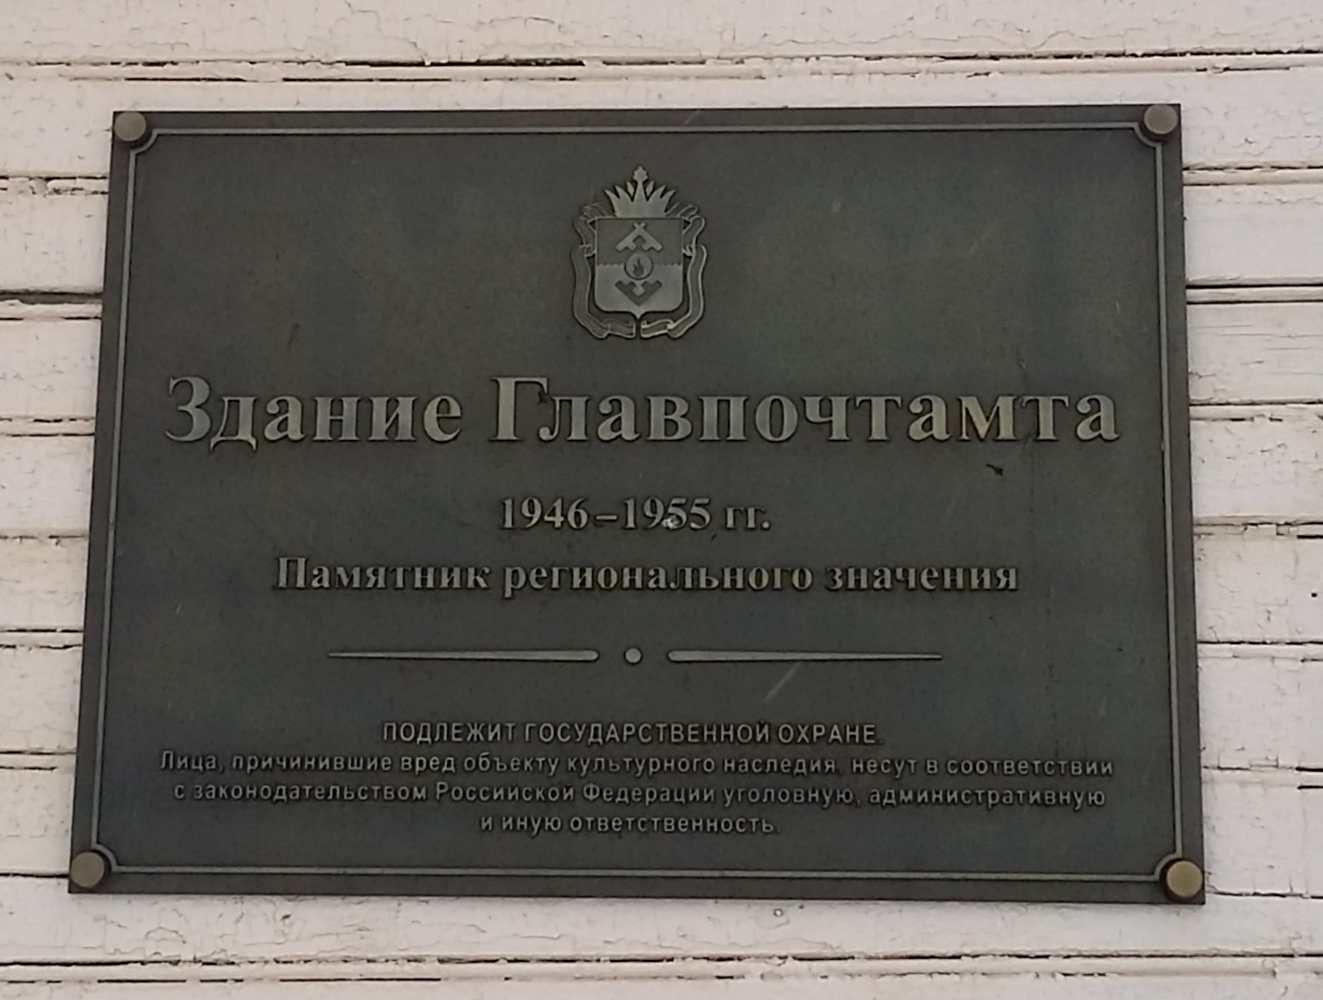 Здание Главпочтамта
1946–1955 гг.
Памятник регионального значения
ПОДЛЕЖИТ ГОСУДАРСТВЕННОЙ ОХРАНЕ.
Лица, причинившие вред объекту культурного наследия, несут в соответствии
с законодательством Российской Федерации уголовную, административную
и иную ответственность.